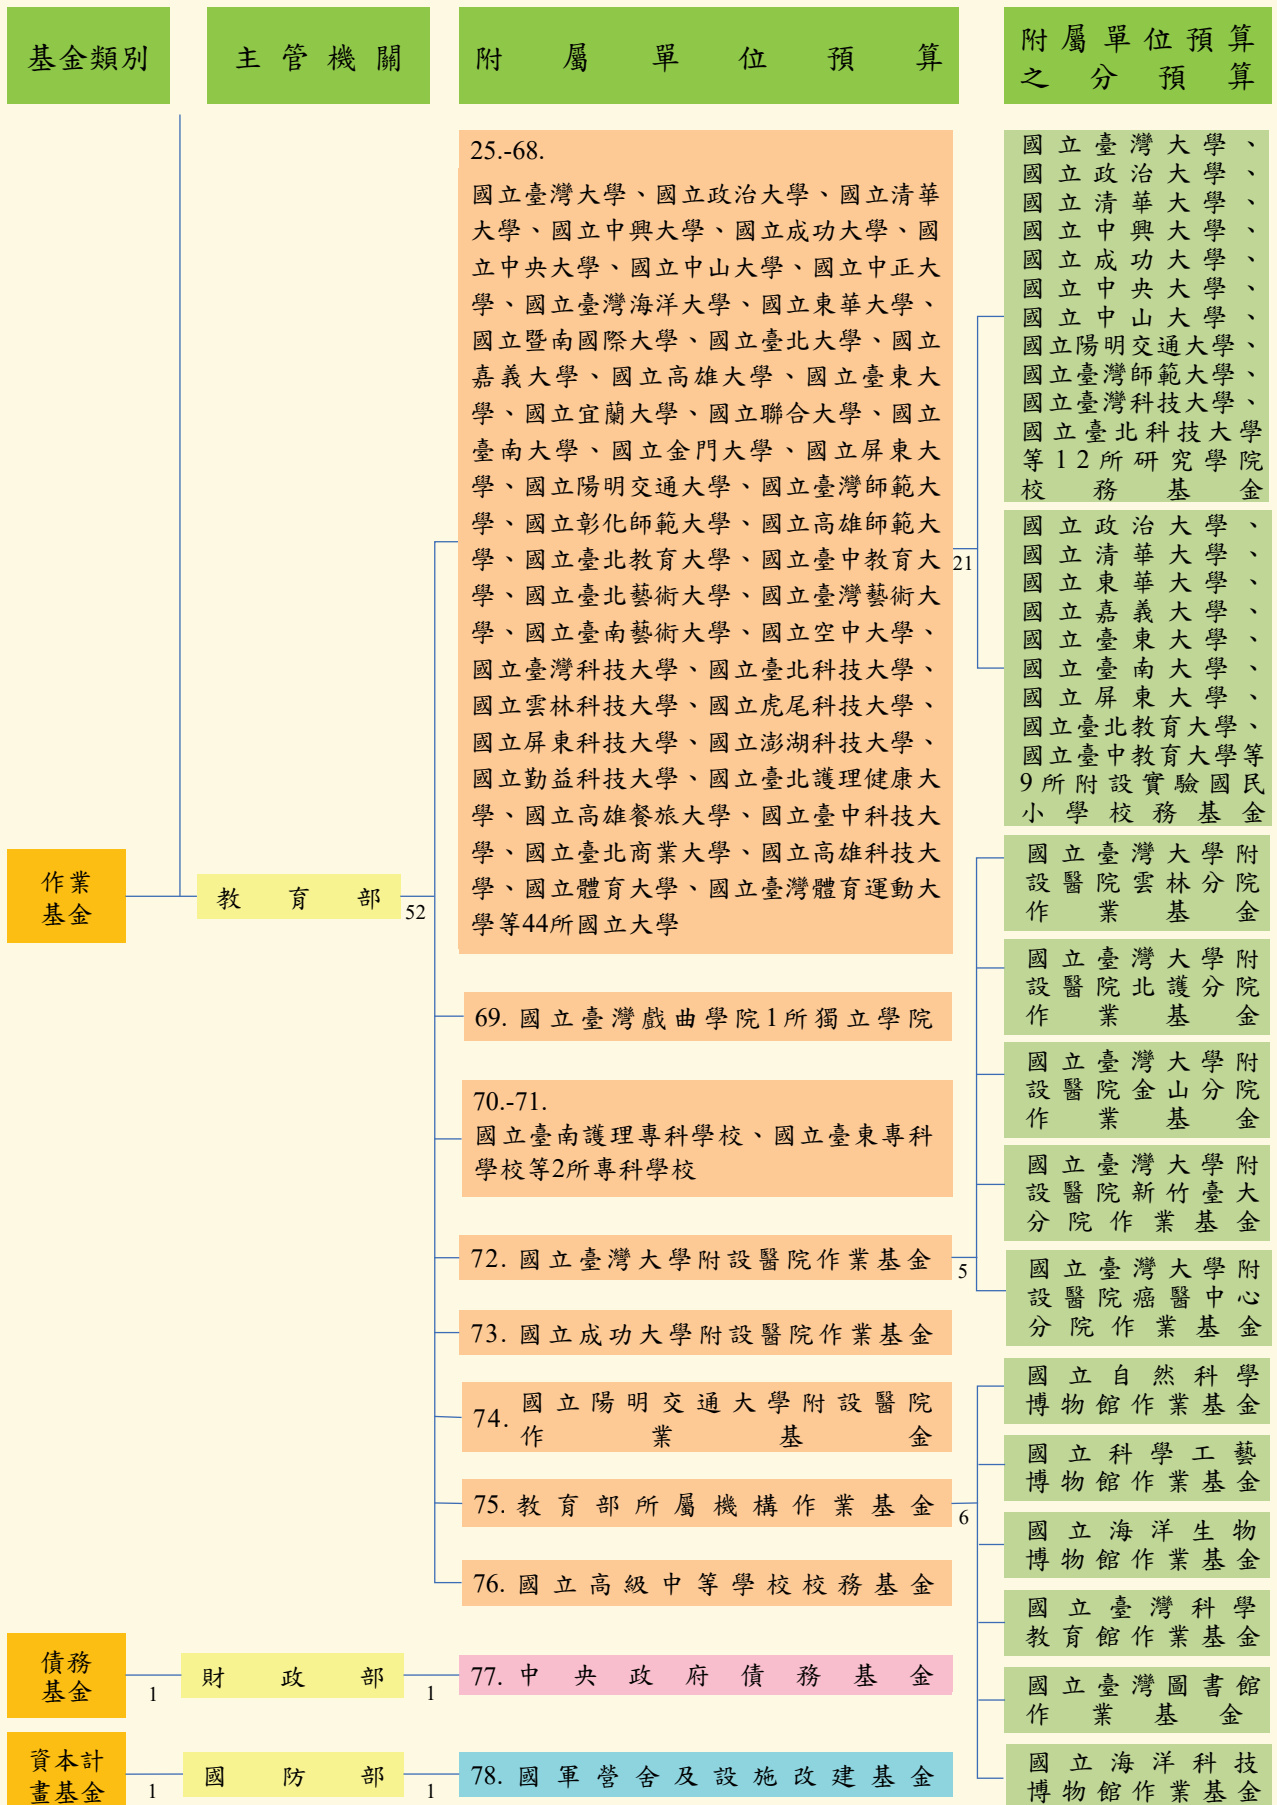 基金類別
主管機關
附屬單位預算
附屬單位預算
之分預算
作業
基金
教育部
52
25.-68.
國立臺灣大學、國立政治大學、國立清華
大學、國立中興大學、國立成功大學、國
立中央大學、國立中山大學、國立中正大
學、國立臺灣海洋大學、國立東華大學、
國立暨南國際大學、國立臺北大學、國立
嘉義大學、國立高雄大學、國立臺東大
學、國立宜蘭大學、國立聯合大學、國立
臺南大學、國立金門大學、國立屏東大
學、國立陽明交通大學、國立臺灣師範大
學、國立彰化師範大學、國立高雄師範大
學、國立臺北教育大學、國立臺中教育大
學、國立臺北藝術大學、國立臺灣藝術大
學、國立臺南藝術大學、國立空中大學、
國立臺灣科技大學、國立臺北科技大學、
國立雲林科技大學、國立虎尾科技大學、
國立屏東科技大學、國立澎湖科技大學、
國立勤益科技大學、國立臺北護理健康大
學、國立高雄餐旅大學、國立臺中科技大
學、國立臺北商業大學、國立高雄科技大
學、國立體育大學、國立臺灣體育運動大
學等44所國立大學
21
國立臺灣大學、
國立政治大學、
國立清華大學、
國立中興大學、
國立成功大學、
國立中央大學、
國立中山大學、
國立陽明交通大學、
國立臺灣師範大學、
國立臺灣科技大學、
國立臺北科技大學
等12所研究學院
校務基金
國立政治大學、
國立清華大學、
國立東華大學、
國立嘉義大學、
國立臺東大學、
國立臺南大學、
國立屏東大學、
國立臺北教育大學、
國立臺中教育大學等
9所附設實驗國民
小學校務基金
69. 國立臺灣戲曲學院1所獨立學院
70.-71.
國立臺南護理專科學校、國立臺東專科
學校等2所專科學校
72. 國立臺灣大學附設醫院作業基金
5
國立臺灣大學附
設醫院雲林分院
作業基金
國立臺灣大學附
設醫院北護分院
作業基金
國立臺灣大學附
設醫院金山分院
作業基金
國立臺灣大學附
設醫院新竹臺大
分院作業基金
國立臺灣大學附
設醫院癌醫中心
分院作業基金
73. 國立成功大學附設醫院作業基金
74. 國立陽明交通大學附設醫院
作業基金
75. 教育部所屬機構作業基金
6
國立自然科學
博物館作業基金
國立科學工藝
博物館作業基金
國立海洋生物
博物館作業基金
國立臺灣科學
教育館作業基金
國立臺灣圖書館
作業基金
國立海洋科技
博物館作業基金
76. 國立高級中等學校校務基金
債務
基金
1
財政部
1
77. 中央政府債務基金
資本計
畫基金
1
國防部
1
78. 國軍營舍及設施改建基金